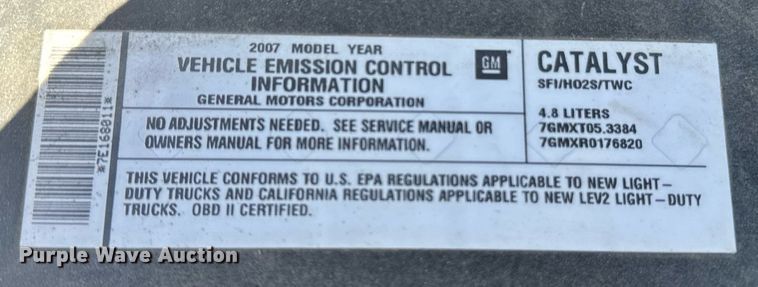 2007 MODEL YEAR
VEHICLE EMISSION CONTROL
INFORMATION
GENERAL MOTORS CORPORATION
GM
CATALYST
SFI/HO2S/TWC
4.8 LITERS
7GMXT05.3384
7GMXR0176820
NO ADJUSTMENTS NEEDED. SEE SERVICE MANUAL OR
OWNERS MANUAL FOR MORE INFORMATION.
THIS VEHICLE CONFORMS TO U.S. EPA REGULATIONS APPLICABLE TO NEW LIGHT-
DUTY TRUCKS AND CALIFORNIA REGULATIONS APPLICABLE TO NEW LEV2 LIGHT-DUTY
TRUCKS. OBD II CERTIFIED.
*7E168011*
Purple Wave Auction